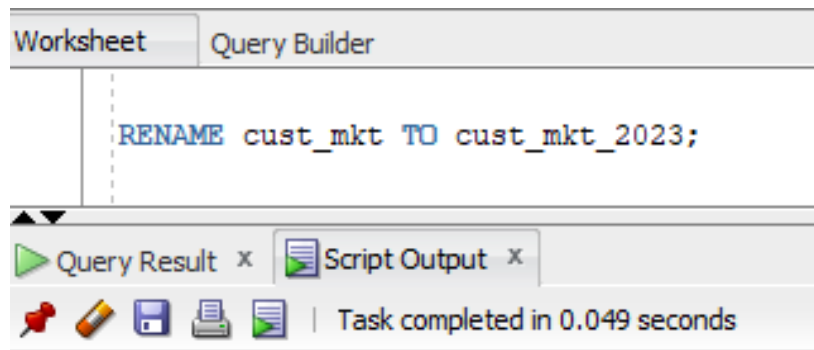 Worksheet Query Builder
RENAME cust_mkt TO cust_mkt_2023;
Query Result x Script Output x
Task completed in 0.049 seconds